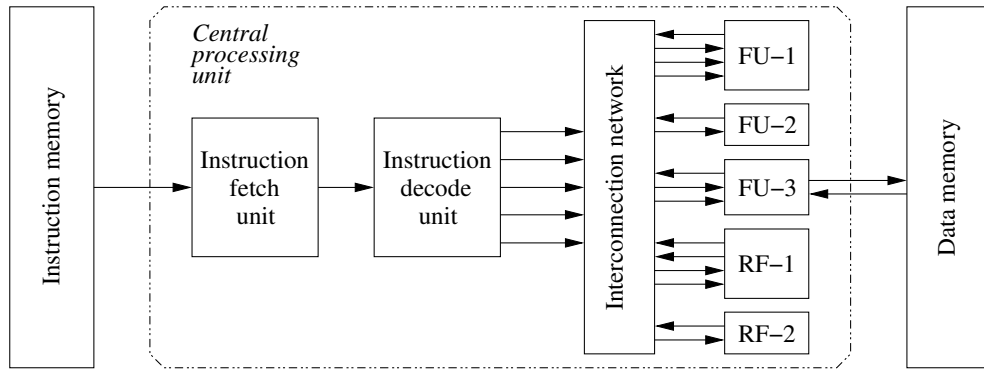 Instruction memory
Central
processing
unit
Instruction
fetch
unit
Instruction
decode
unit
Interconnection network
FU−1
FU−2
FU−3
RF−1
RF−2
Data memory